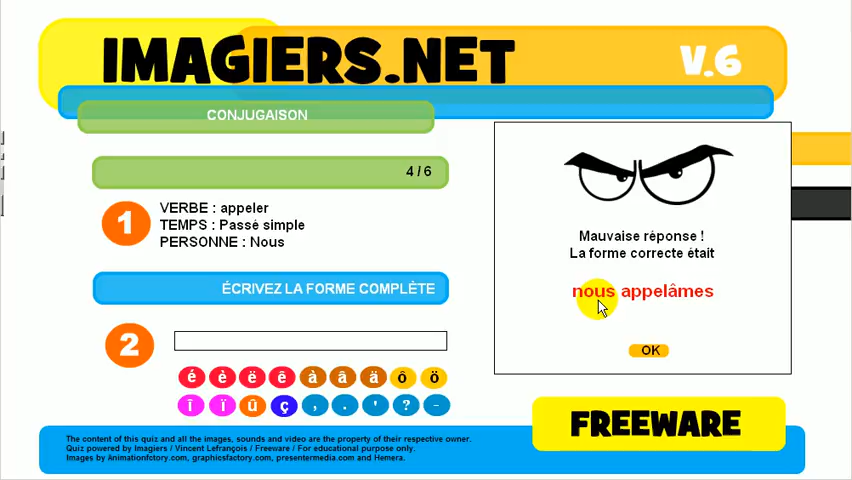 IMAGIERS.NET
V.6
CONJUGAISON
4 / 6
1
VERBE : appeler
TEMPS : Passé simple
PERSONNE : Nous
ÉCRIVEZ LA FORME COMPLÈTE
2
é è ë ê à â ä ô ö
î ï û ç , . ' ? -
Mauvaise réponse !
La forme correcte était
nous appelâmes
OK
FREEWARE
The content of this quiz and all the images, sounds and video are the property of their respective owner.
Quiz powered by Imagiers / Vincent Lefrançois / Freeware / For educational purpose only.
Images by Animationfctory.com, graphicsfactory.com, presentermedia.com and Hemera.